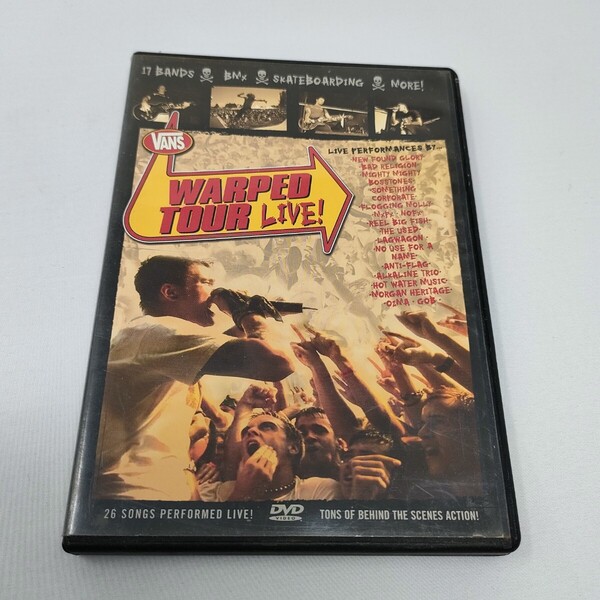 17 BANDS BMX SKATEBOARDING MORE!
VANS
WARPED
TOUR LIVE!
LIVE PERFORMANCES BY...
NEW FOUND GLORY
BAD RELIGION
MIGHTY MIGHTY
BOSSTONES
SOMETHING
CORPORATE
FLOGGING MOLLY
MXPX · NOFX
REEL BIG FISH
THE USED
LAGWAGON
NO USE FOR A
NAME
ANTI-FLAG
ALKALINE TRIO
HOT WATER MUSIC
MORGAN HERITAGE
OZMA · GOB
26 SONGS PERFORMED LIVE!
DVD
VIDEO
TONS OF BEHIND THE SCENES ACTION!